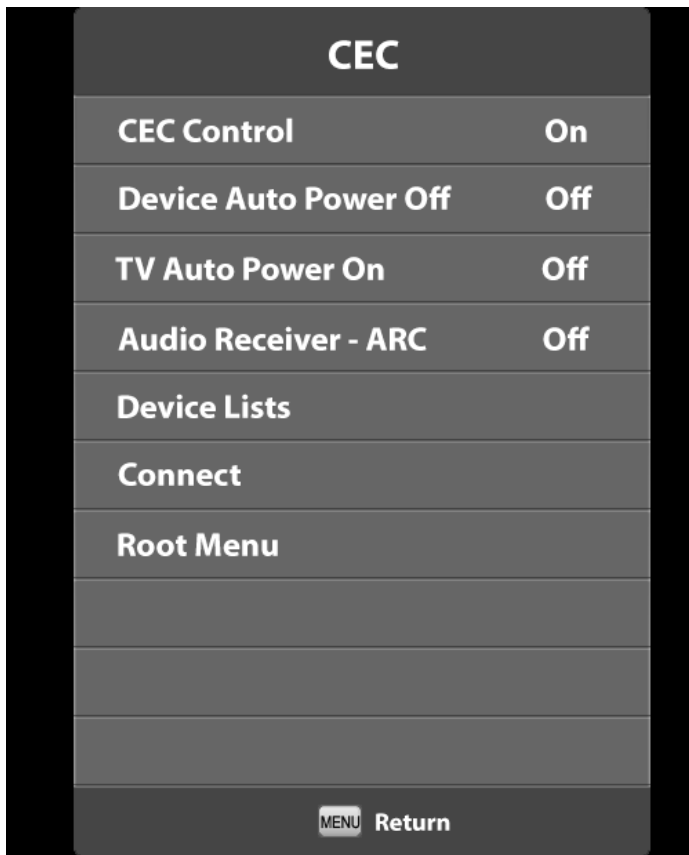 CEC
CEC Control On
Device Auto Power Off Off
TV Auto Power On Off
Audio Receiver - ARC Off
Device Lists
Connect
Root Menu
MENU Return